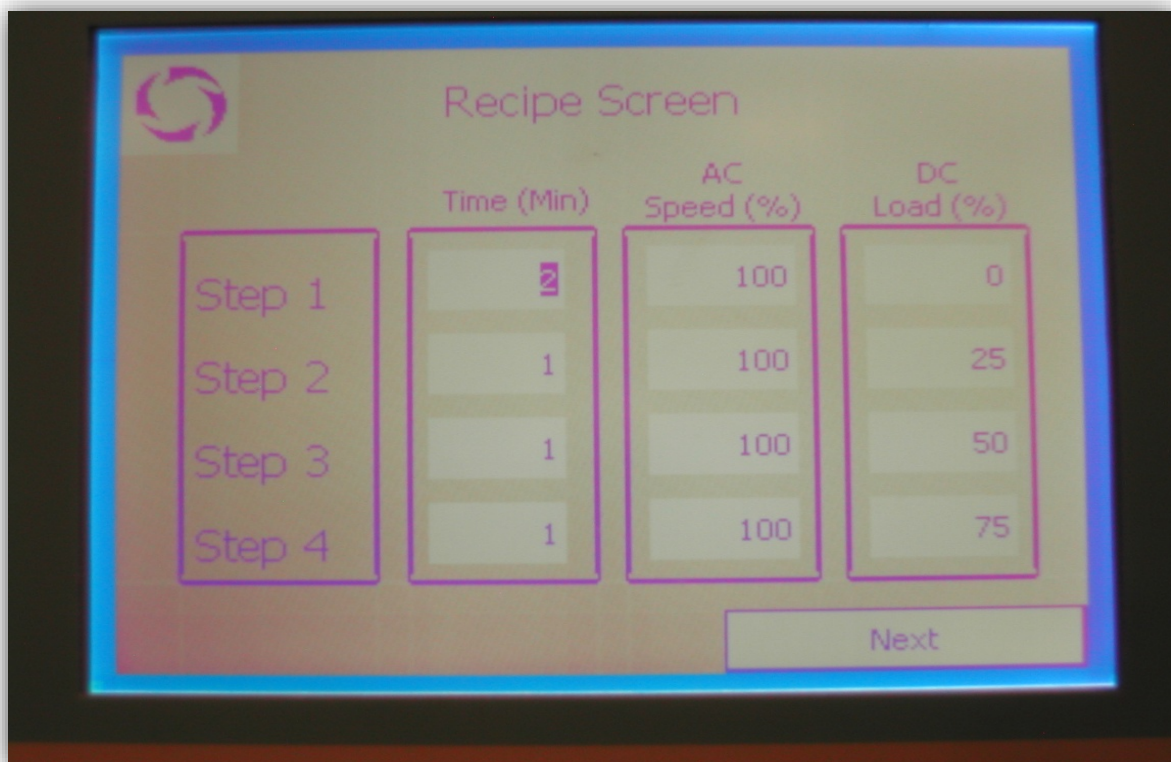 Recipe Screen
Time (Min) AC Speed (%) DC Load (%)
Step 1 2 100 0
Step 2 1 100 25
Step 3 1 100 50
Step 4 1 100 75
Next